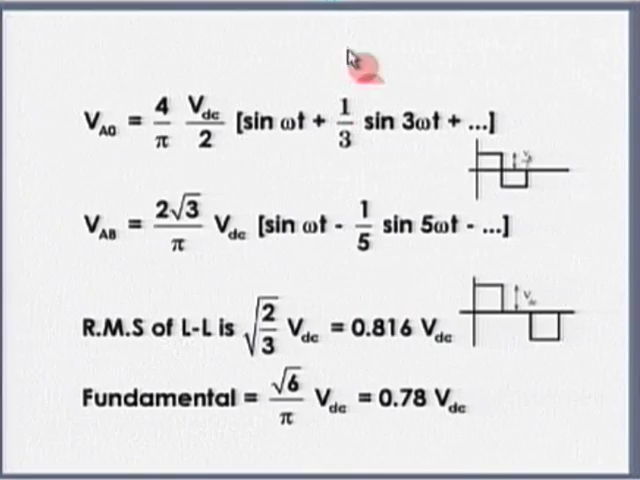 V_AO = 4/π V_dc/2 [sin ωt + 1/3 sin 3ωt + ...]
V_AB = 2√3/π V_dc [sin ωt - 1/5 sin 5ωt - ...]
R.M.S of L-L is √(2/3) V_dc = 0.816 V_dc
Fundamental = √6/π V_dc = 0.78 V_dc